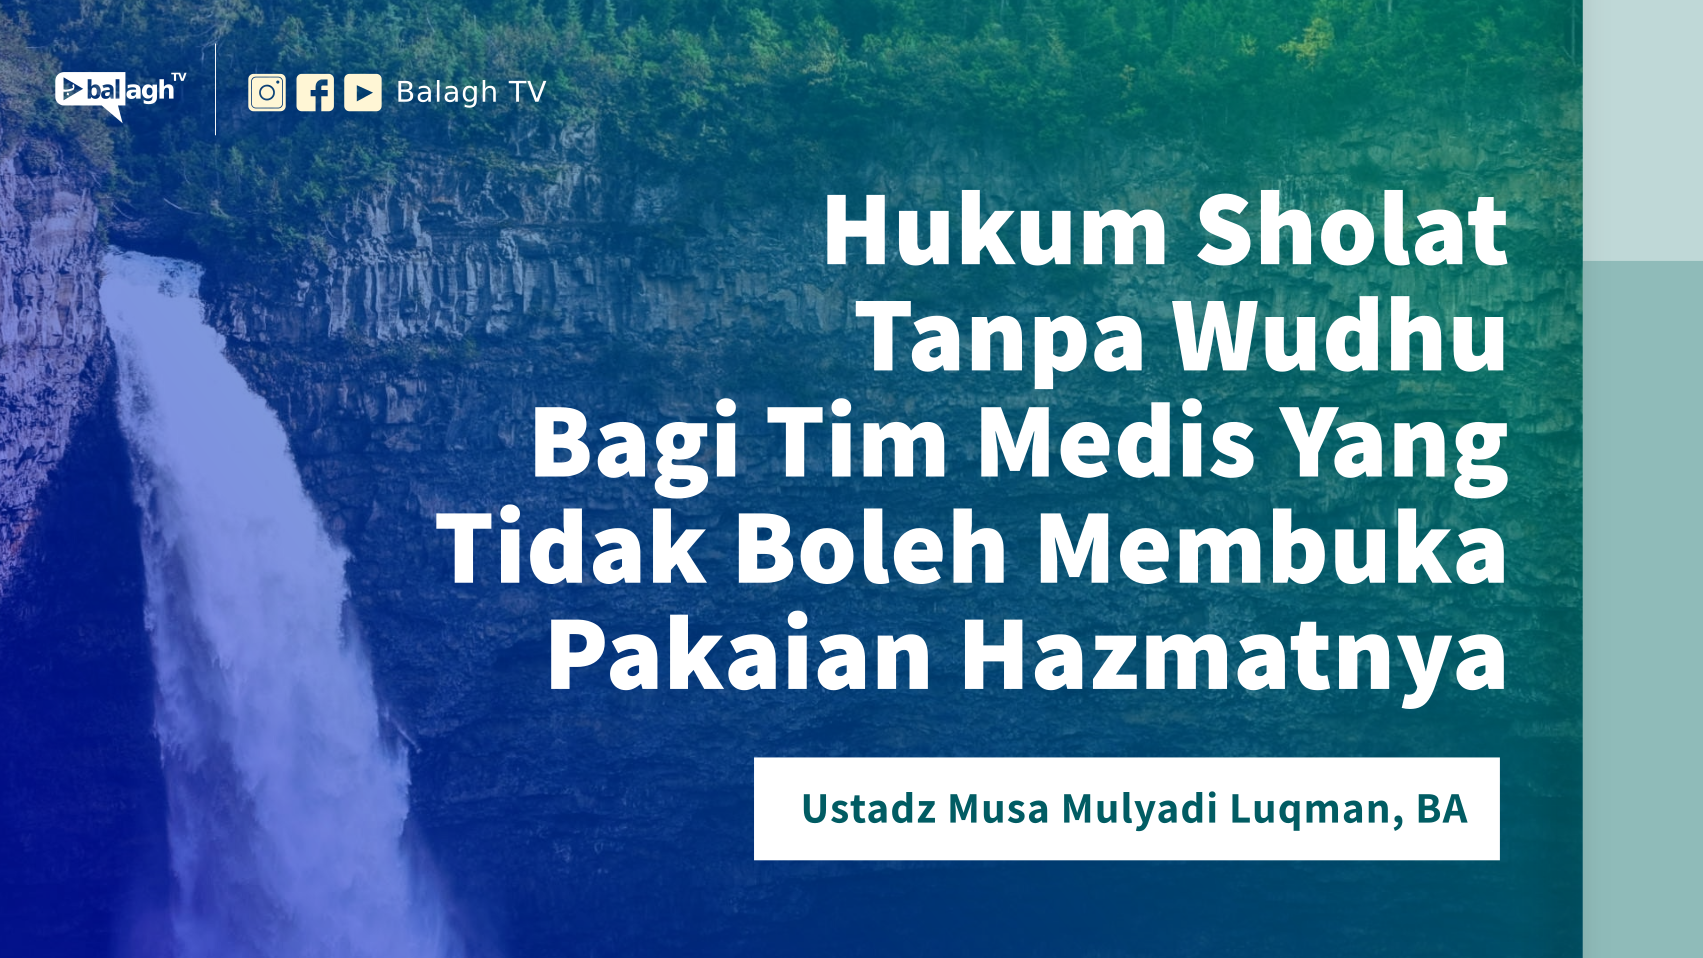 balagh TV
Balagh TV
Hukum Sholat
Tanpa Wudhu
Bagi Tim Medis Yang
Tidak Boleh Membuka
Pakaian Hazmatnya
Ustadz Musa Mulyadi Luqman, BA